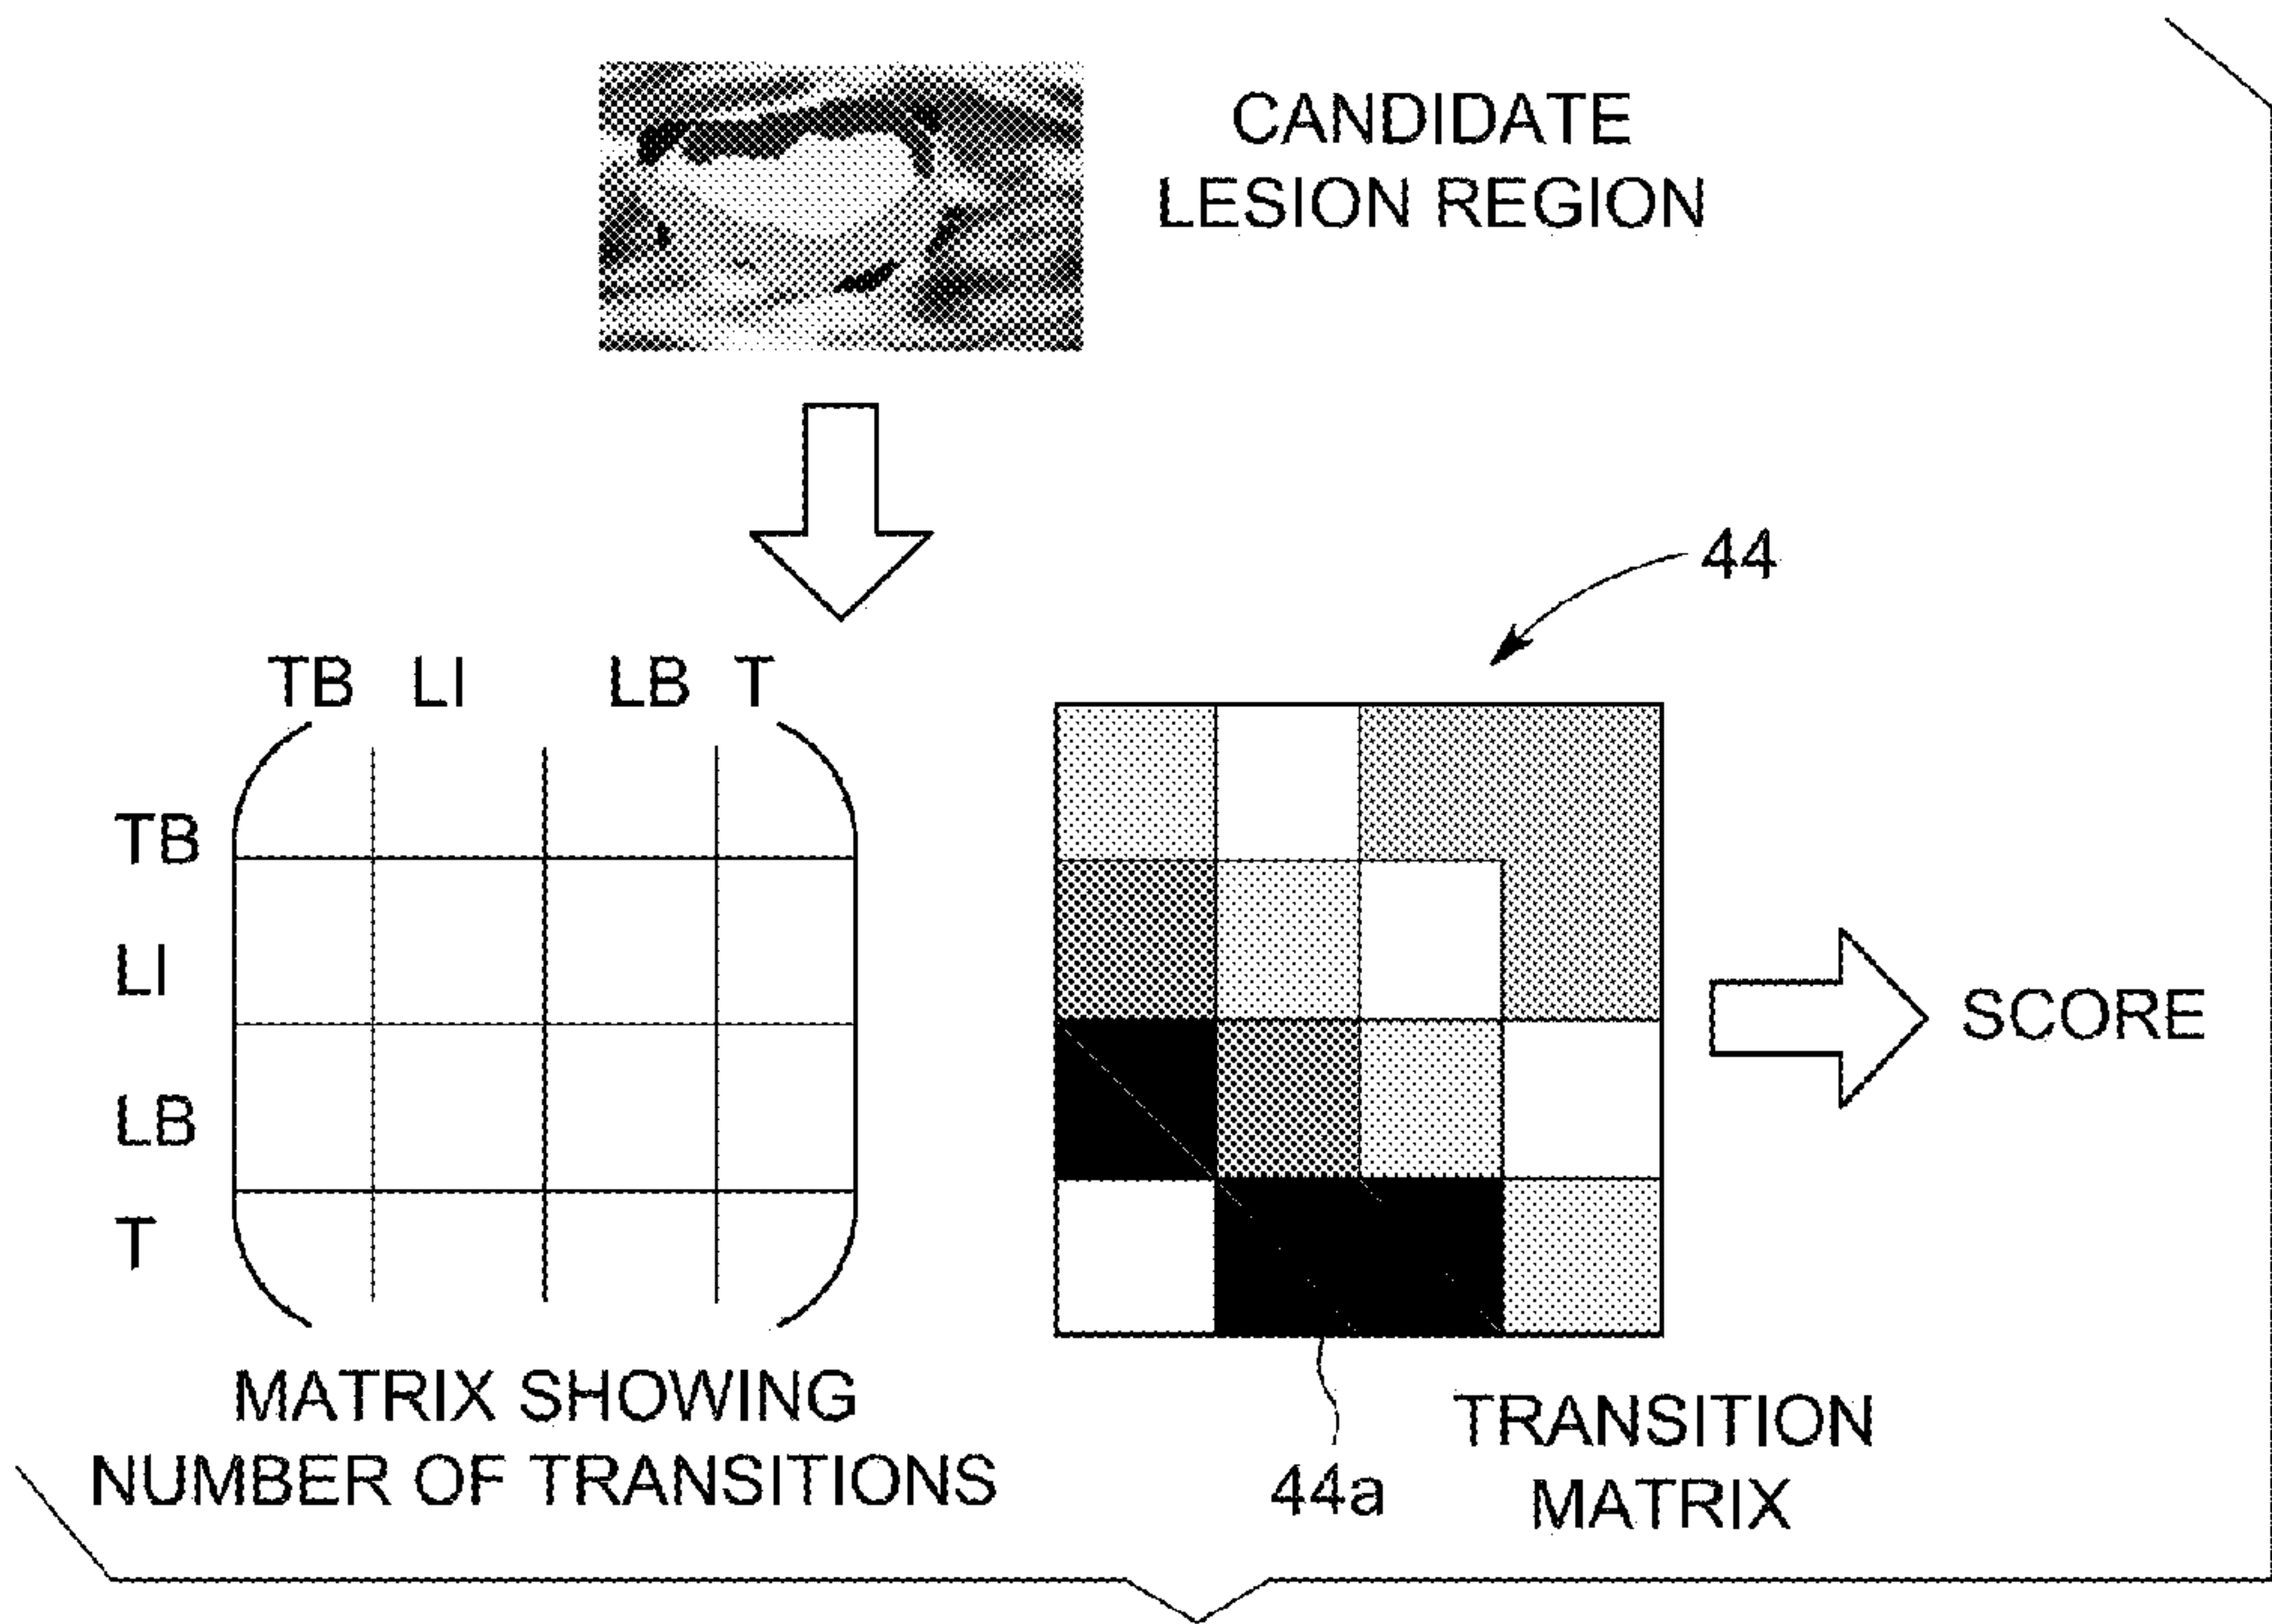 CANDIDATE
LESION REGION
44
TB LI LB T
TB
LI
LB
T
SCORE
MATRIX SHOWING
NUMBER OF TRANSITIONS
44a
TRANSITION
MATRIX